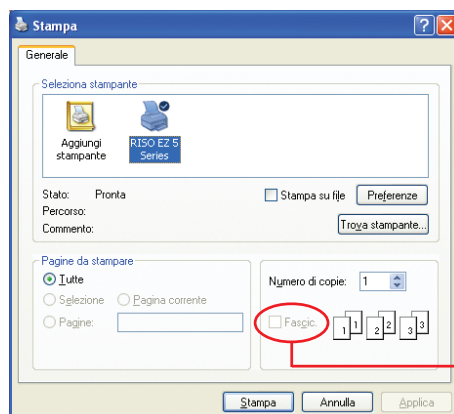 Stampa
Generale
Seleziona stampante
Aggiungi stampante
RISO EZ 5 Series
Stato: Pronta
Percorso:
Commento:
Stampa su file
Preferenze
Trova stampante...
Pagine da stampare
Tutte
Selezione
Pagina corrente
Pagine:
Numero di copie: 1
Fascic.
1 1 2 2 3 3
Stampa
Annulla
Applica